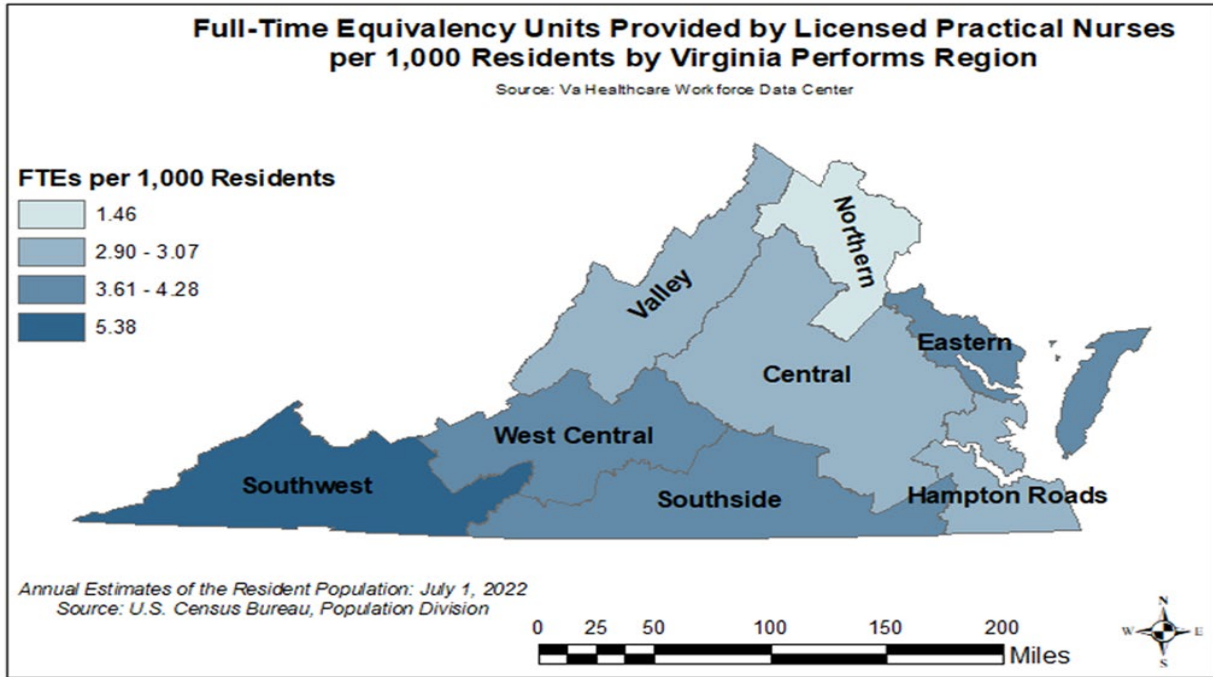 Full-Time Equivalency Units Provided by Licensed Practical Nurses
per 1,000 Residents by Virginia Performs Region
Source: Va Healthcare Workforce Data Center
FTEs per 1,000 Residents
1.46
2.90 - 3.07
3.61 - 4.28
5.38
Northern
Valley
Eastern
Central
West Central
Southwest
Southside
Hampton Roads
Annual Estimates of the Resident Population: July 1, 2022
Source: U.S. Census Bureau, Population Division
0 25 50 100 150 200
Miles
N
W E
S